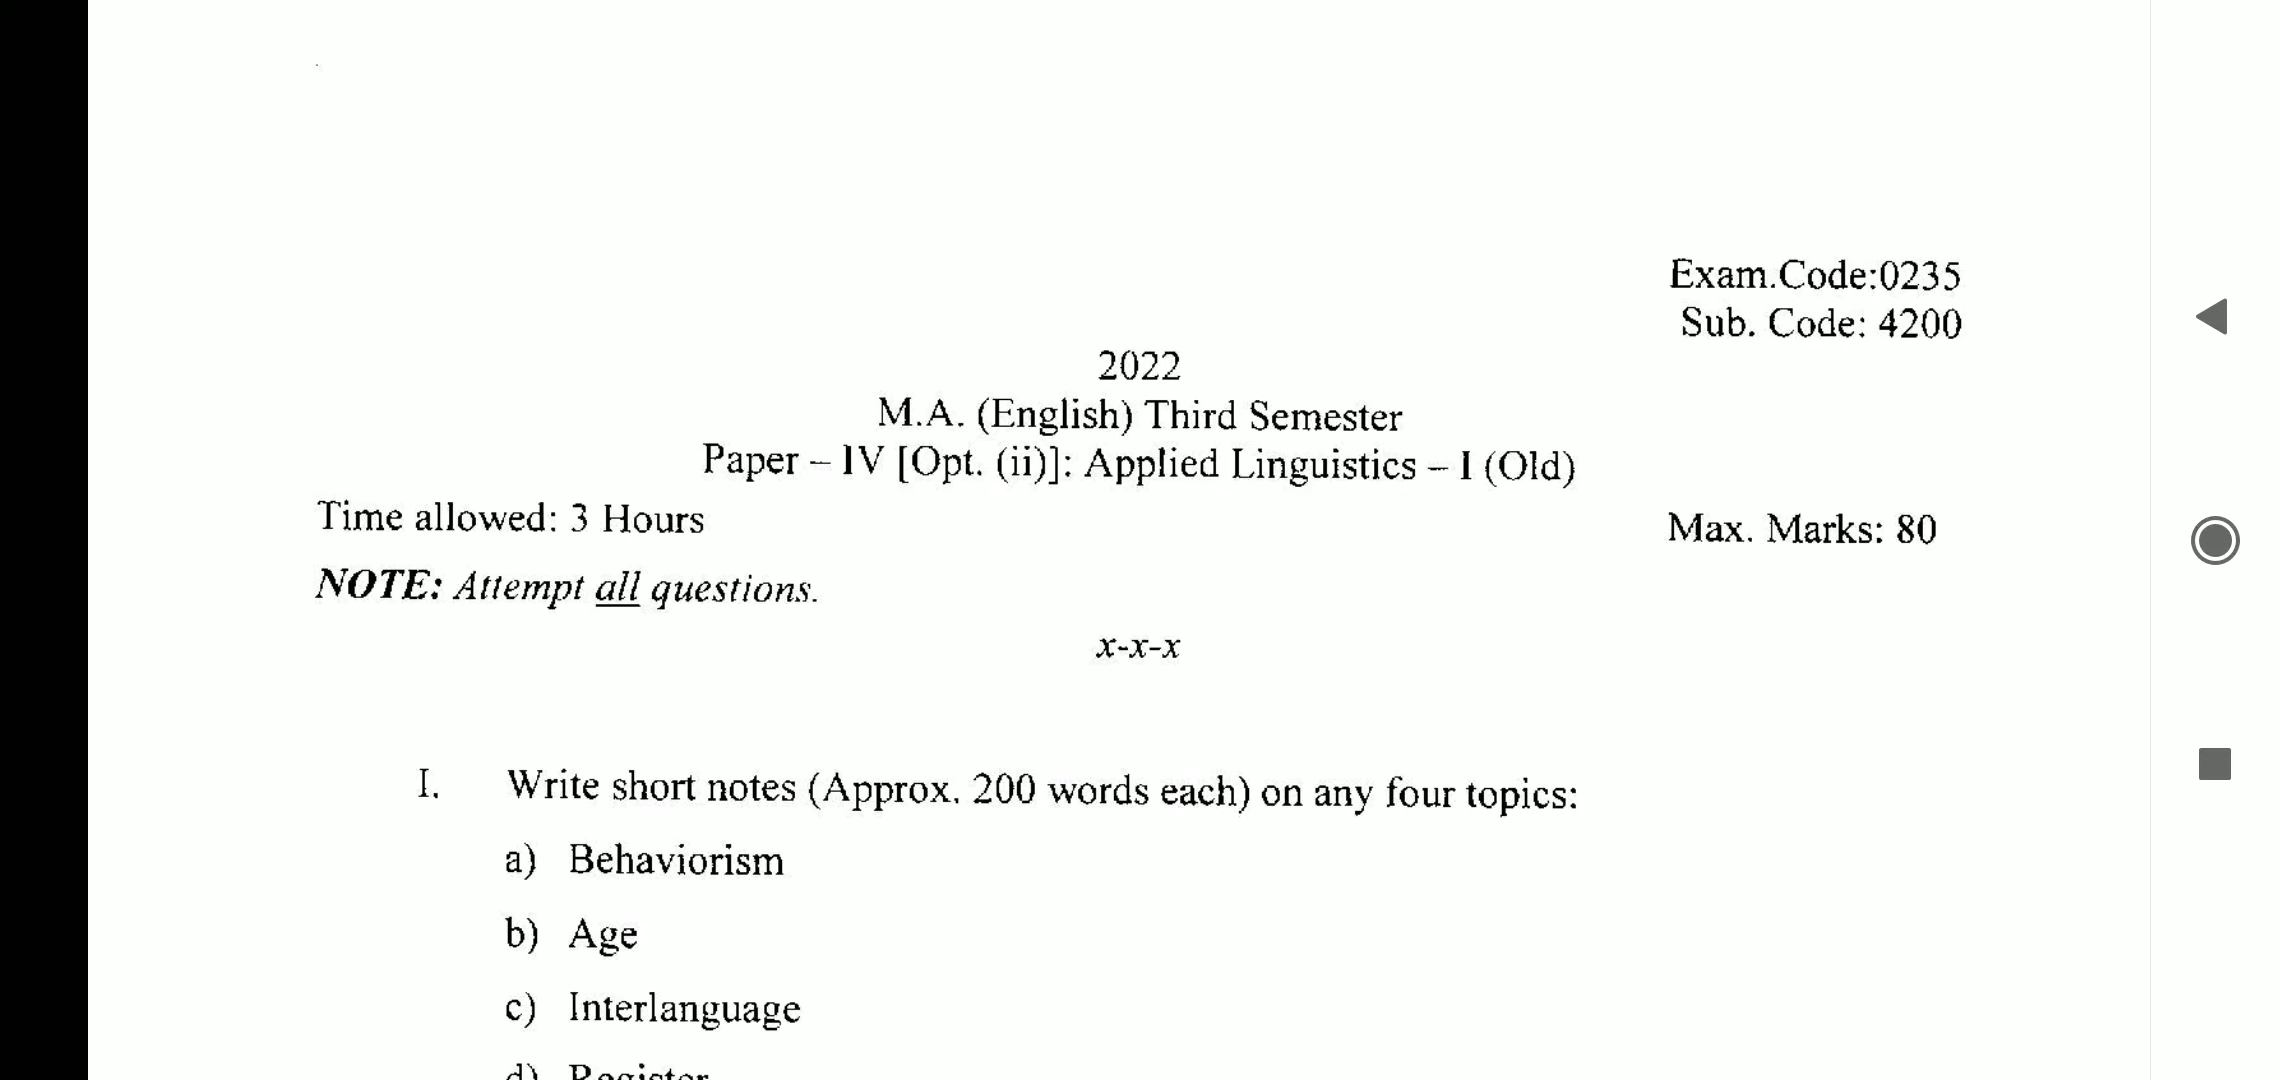 Exam.Code:0235
Sub. Code: 4200
2022
M.A. (English) Third Semester
Paper – IV [Opt. (ii)]: Applied Linguistics – I (Old)
Time allowed: 3 Hours
Max. Marks: 80
NOTE: Attempt all questions.
x-x-x
I. Write short notes (Approx. 200 words each) on any four topics:
a) Behaviorism
b) Age
c) Interlanguage
d) Register